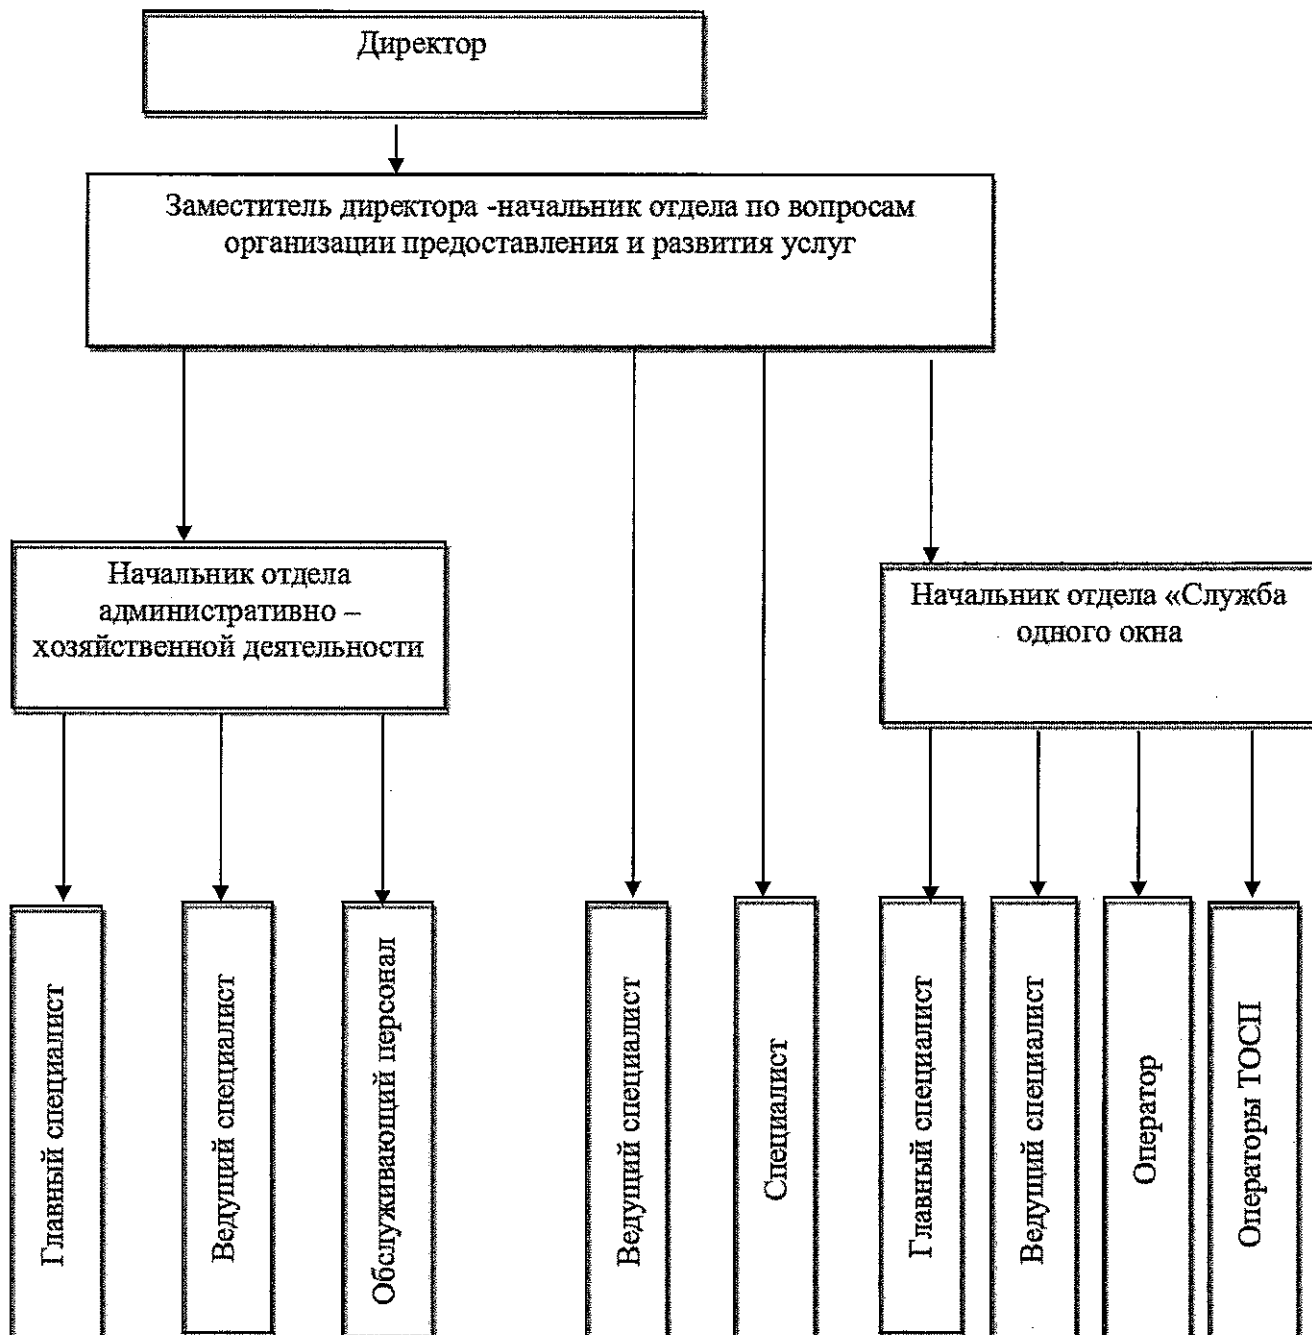 Директор
Заместитель директора -начальник отдела по вопросам
организации предоставления и развития услуг
Начальник отдела
административно –
хозяйственной деятельности
Начальник отдела «Служба
одного окна
Главный специалист
Ведущий специалист
Обслуживающий персонал
Ведущий специалист
Специалист
Главный специалист
Ведущий специалист
Оператор
Операторы ТОСП